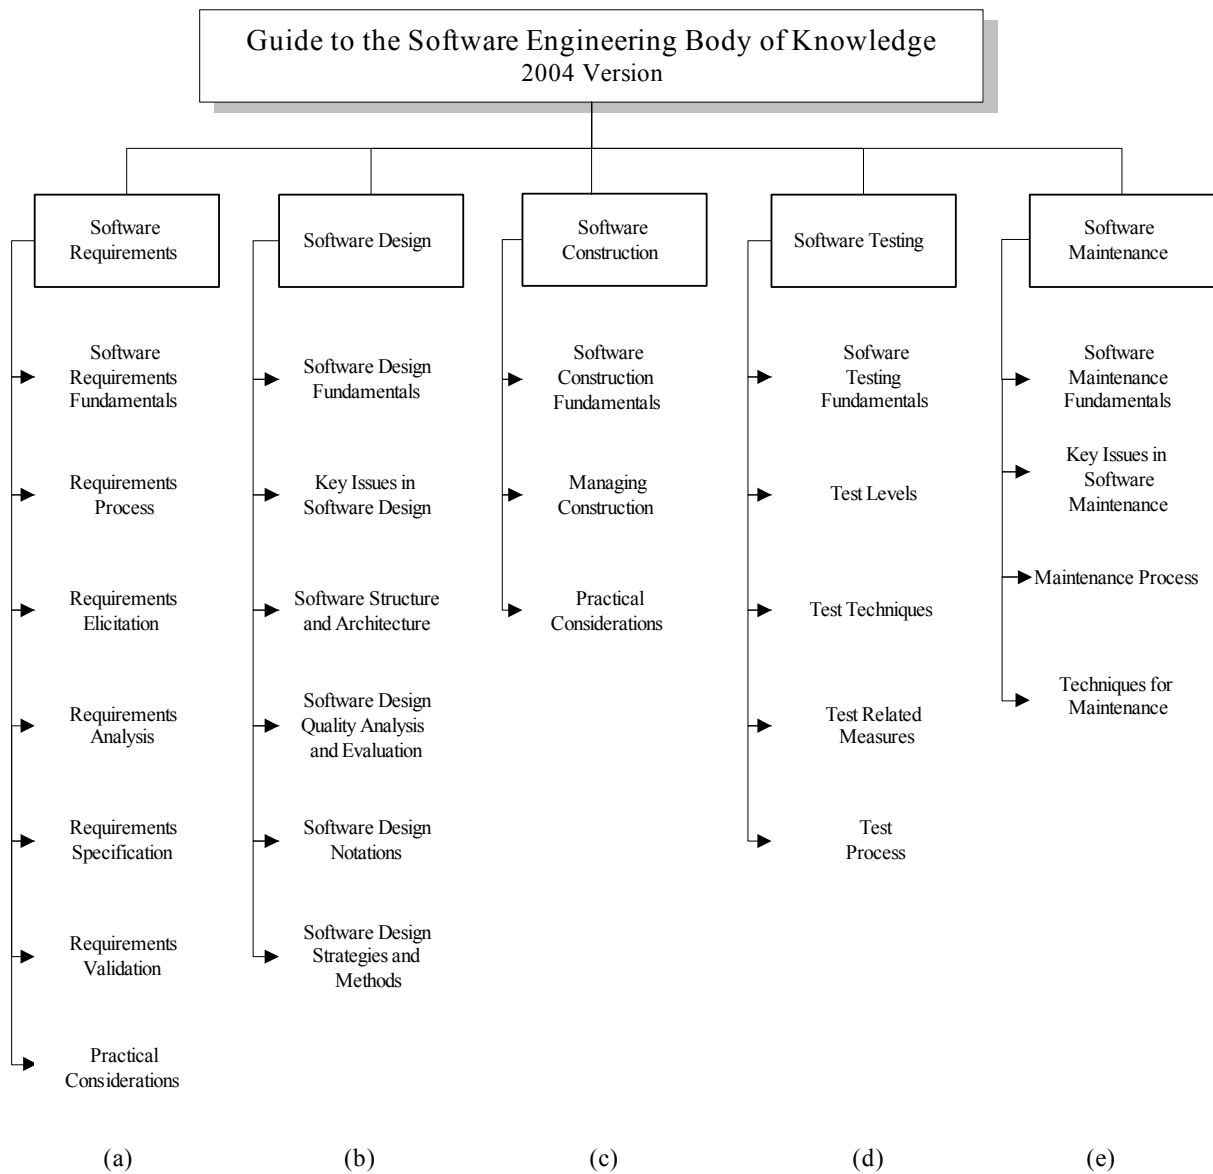 Guide to the Software Engineering Body of Knowledge
2004 Version
Software
Requirements
Software Design
Software
Construction
Software Testing
Software
Maintenance
Software
Requirements
Fundamentals
Requirements
Process
Requirements
Elicitation
Requirements
Analysis
Requirements
Specification
Requirements
Validation
Practical
Considerations
Software Design
Fundamentals
Key Issues in
Software Design
Software Structure
and Architecture
Software Design
Quality Analysis
and Evaluation
Software Design
Notations
Software Design
Strategies and
Methods
Software
Construction
Fundamentals
Managing
Construction
Practical
Considerations
Sofware
Testing
Fundamentals
Test Levels
Test Techniques
Test Related
Measures
Test
Process
Software
Maintenance
Fundamentals
Key Issues in
Software
Maintenance
Maintenance Process
Techniques for
Maintenance
(a)
(b)
(c)
(d)
(e)